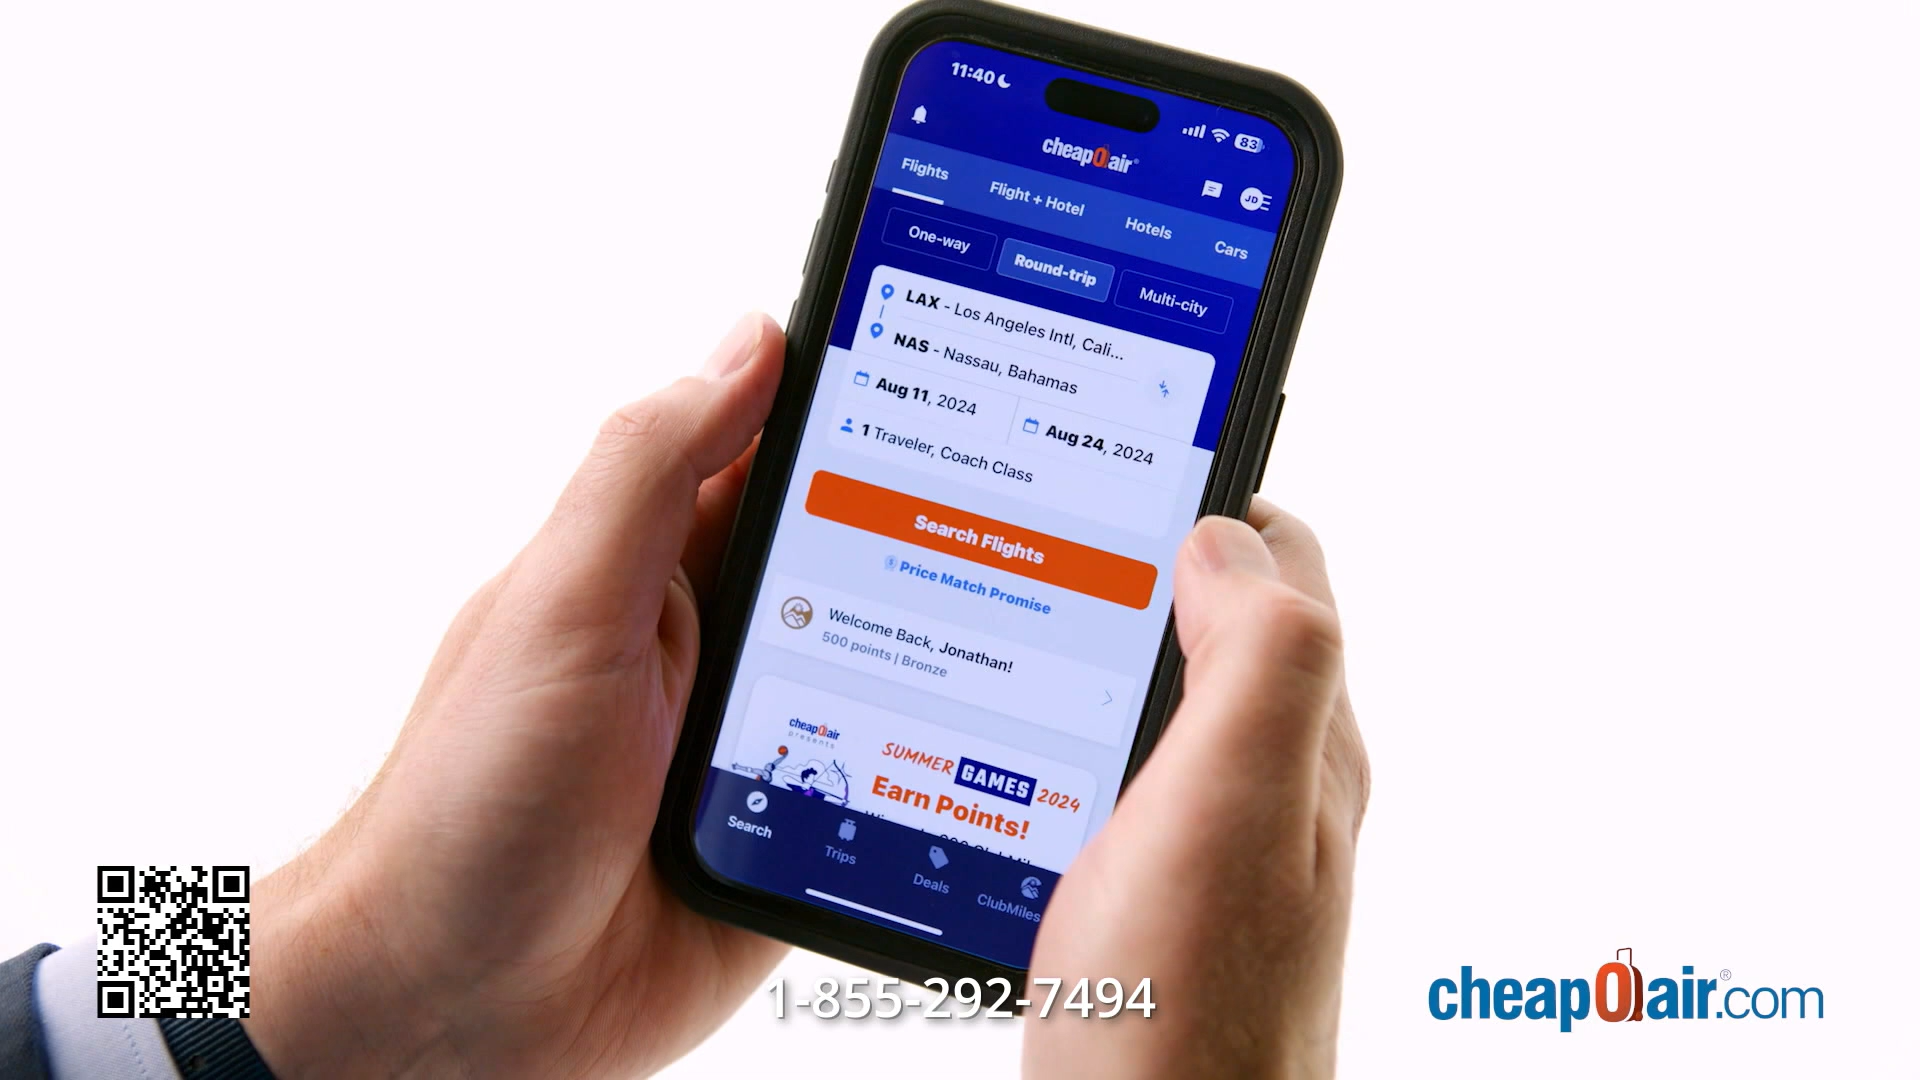 11:40
83
cheapOair®
JD
Flights
Flight + Hotel
Hotels
Cars
One-way
Round-trip
Multi-city
LAX - Los Angeles Intl, Cali...
NAS - Nassau, Bahamas
Aug 11, 2024
Aug 24, 2024
1 Traveler, Coach Class
Search Flights
Price Match Promise
Welcome Back, Jonathan!
500 points | Bronze
cheapOair
presents
SUMMER GAMES 2024
Earn Points!
Search
Trips
Deals
ClubMiles
1-855-292-7494
cheapOair®.com